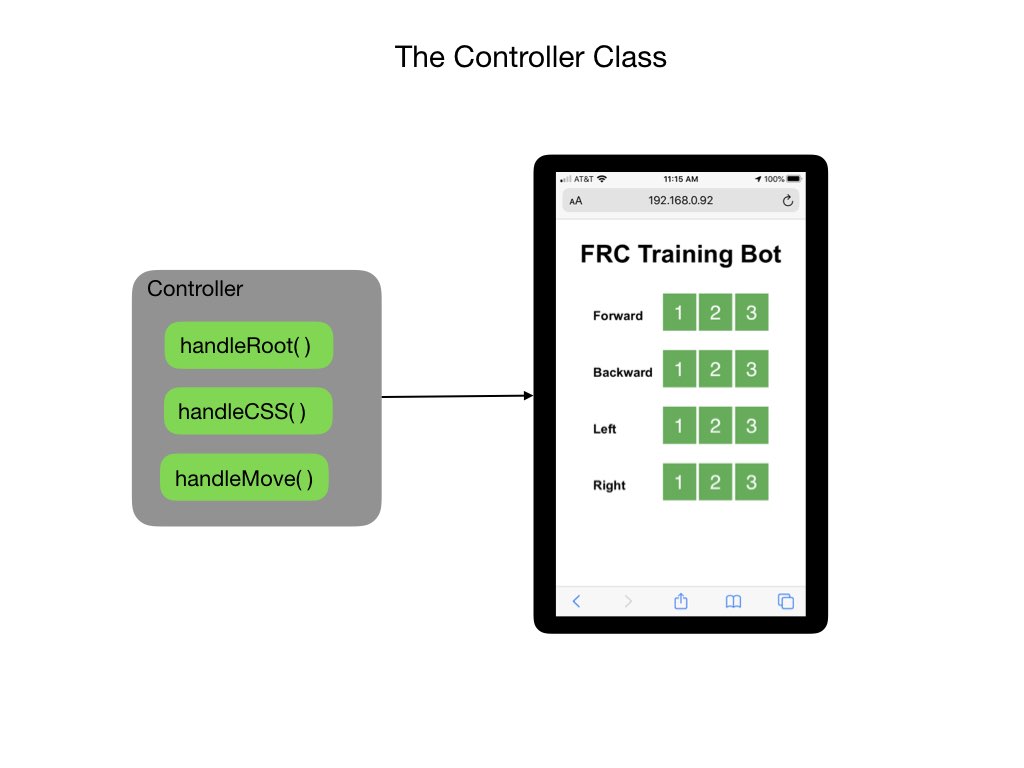 The Controller Class
Controller
handleRoot( )
handleCSS( )
handleMove( )
AT&T 11:15 AM 100%
AA 192.168.0.92
FRC Training Bot
Forward 1 2 3
Backward 1 2 3
Left 1 2 3
Right 1 2 3